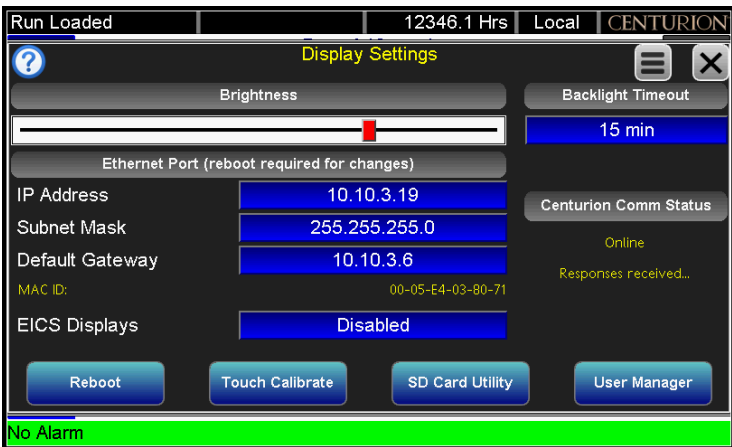 Run Loaded 12346.1 Hrs Local CENTURION
Display Settings
?
Brightness Backlight Timeout
15 min
Ethernet Port (reboot required for changes)
IP Address 10.10.3.19
Centurion Comm Status
Subnet Mask 255.255.255.0
Online
Default Gateway 10.10.3.6
Responses received...
MAC ID: 00-05-E4-03-80-71
EICS Displays Disabled
Reboot Touch Calibrate SD Card Utility User Manager
No Alarm